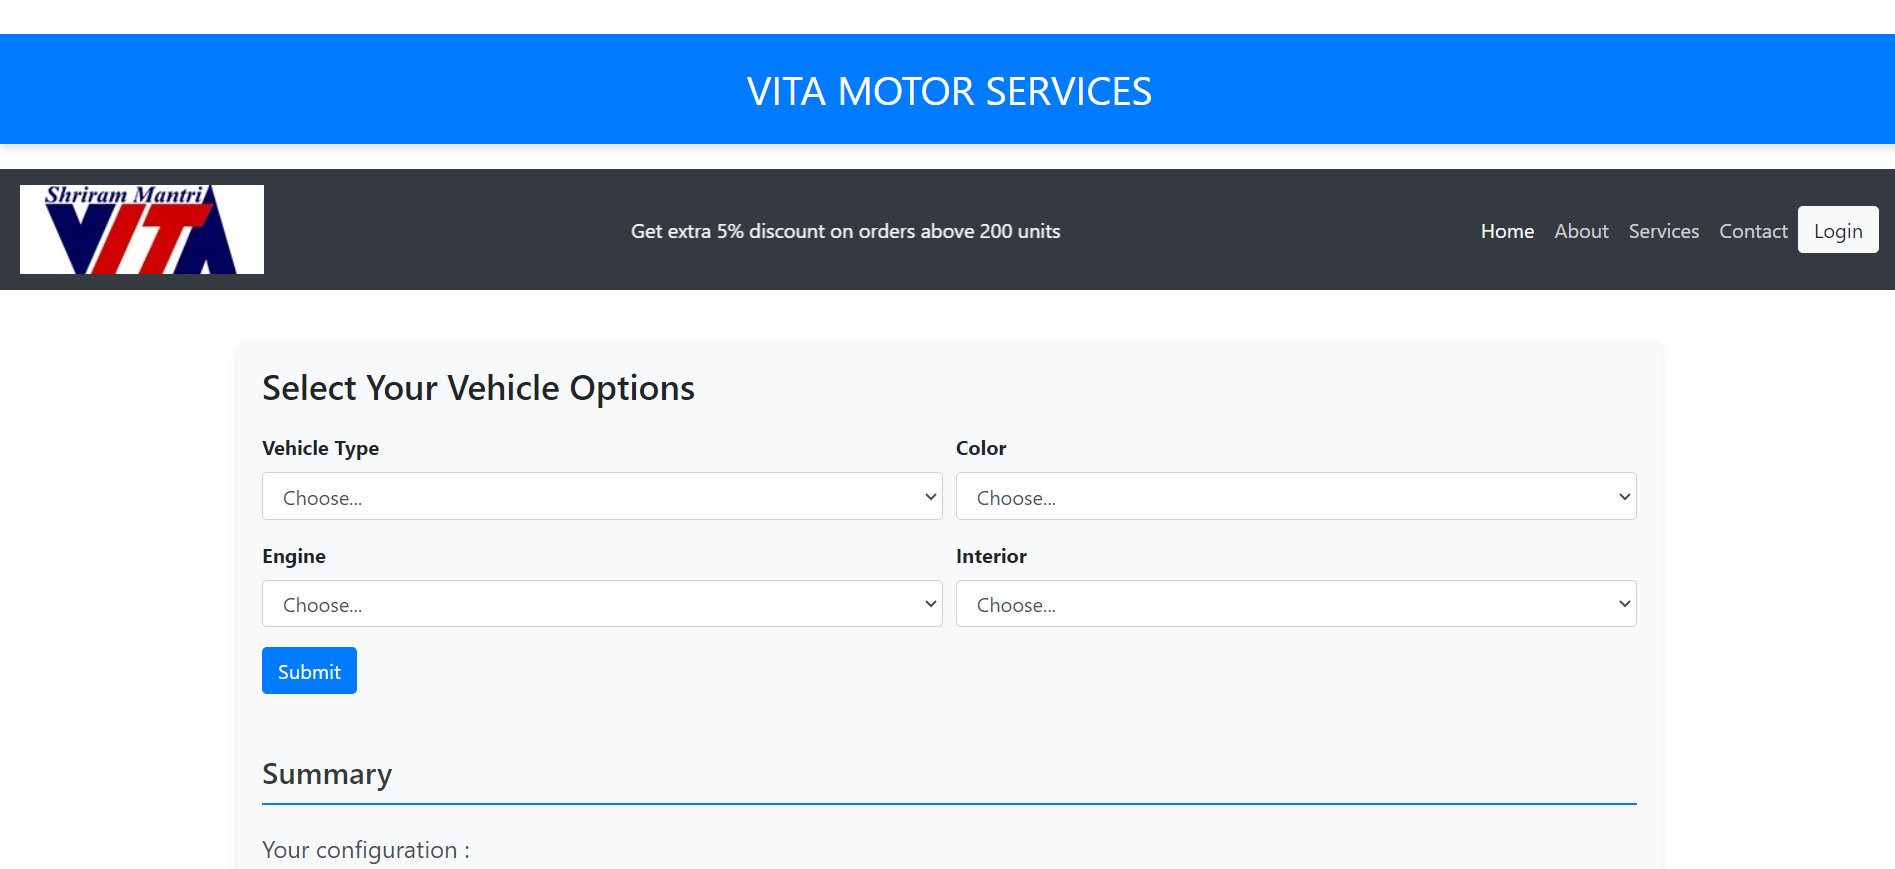 VITA MOTOR SERVICES
Shriram Mantri
VITA
Get extra 5% discount on orders above 200 units
Home About Services Contact Login
Select Your Vehicle Options
Vehicle Type Color
Choose... Choose...
Engine Interior
Choose... Choose...
Submit
Summary
Your configuration :